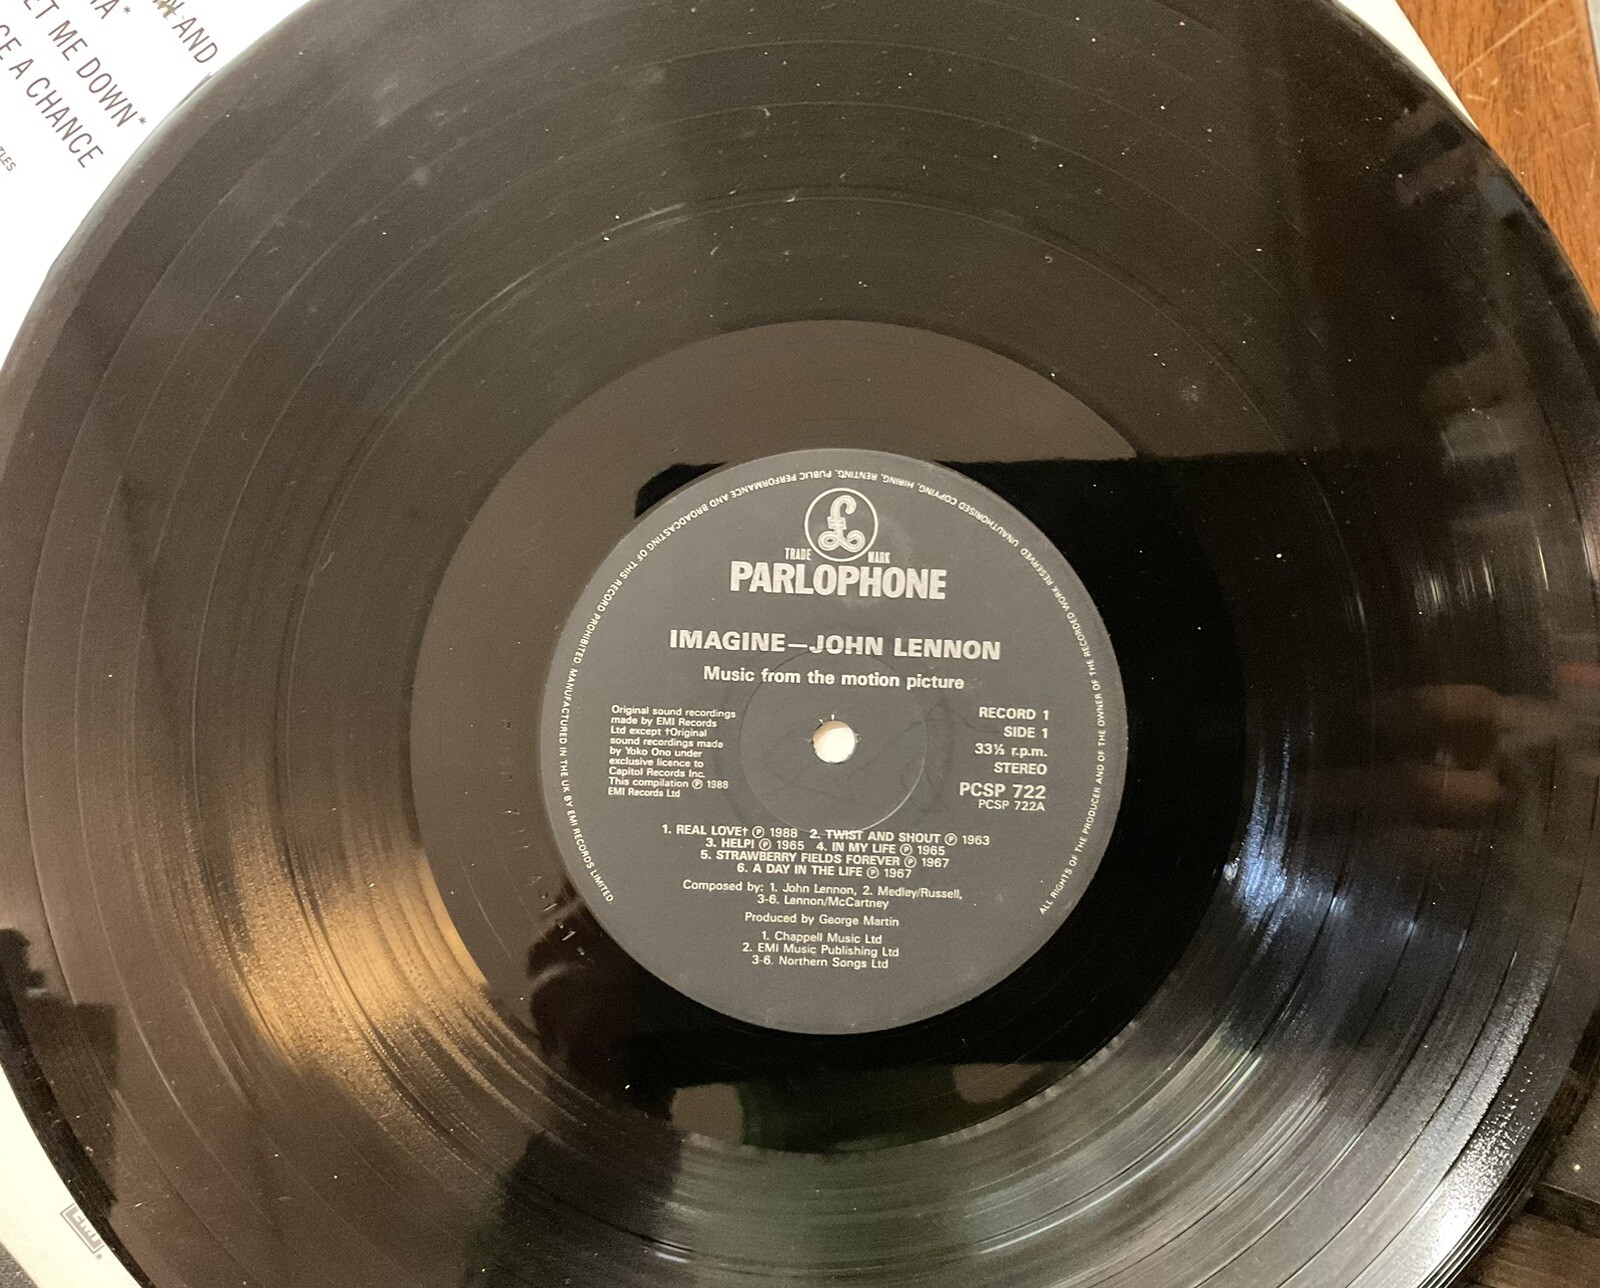 AND
ET ME DOWN*
CE A CHANCE
TLES
UNAUTHORISED COPYING, HIRING, RENTING, PUBLIC PERFORMANCE AND BROADCASTING OF THIS RECORD PROHIBITED. MANUFACTURED IN THE UK BY EMI RECORDS LIMITED.
ALL RIGHTS OF THE PRODUCER AND OF THE OWNER OF THE RECORDED WORK RESERVED
£
TRADE MARK
PARLOPHONE
IMAGINE—JOHN LENNON
Music from the motion picture
Original sound recordings
made by EMI Records
Ltd except †Original
sound recordings made
by Yoko Ono under
exclusive licence to
Capitol Records Inc.
This compilation ℗ 1988
EMI Records Ltd
RECORD 1
SIDE 1
33⅓ r.p.m.
STEREO
PCSP 722
PCSP 722A
1. REAL LOVE† ℗ 1988 2. TWIST AND SHOUT ℗ 1963
3. HELP! ℗ 1965 4. IN MY LIFE ℗ 1965
5. STRAWBERRY FIELDS FOREVER ℗ 1967
6. A DAY IN THE LIFE ℗ 1967
Composed by: 1. John Lennon, 2. Medley/Russell,
3-6. Lennon/McCartney
Produced by George Martin
1. Chappell Music Ltd
2. EMI Music Publishing Ltd
3-6. Northern Songs Ltd